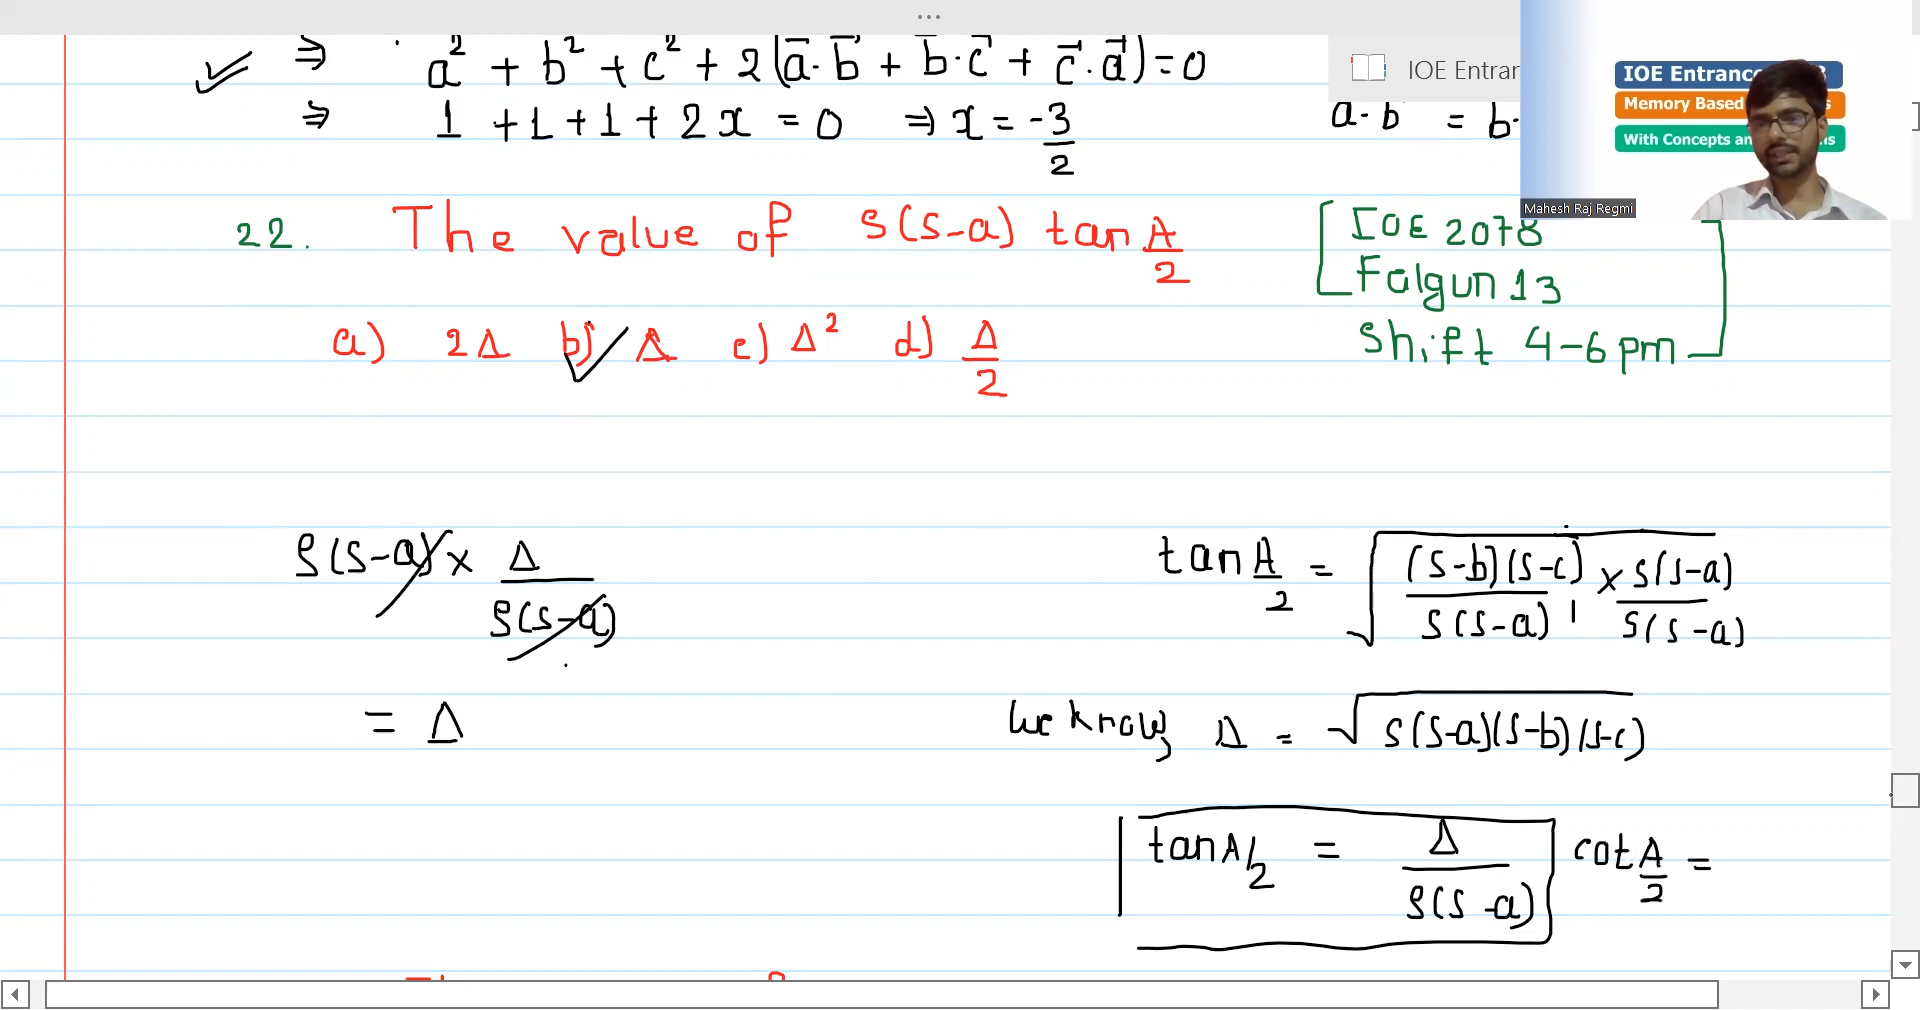 ⇒ a² + b² + c² + 2(a⃗·b⃗ + b⃗·c⃗ + c⃗·a⃗) = 0
⇒ 1 + 1 + 1 + 2x = 0 ⇒ x = -3/2
IOE Entran
a·b = b·
IOE Entranc
Memory Based
With Concepts an
Mahesh Raj Regmi
22. The value of s(s-a) tan A/2
[IOE 2078
Falgun 13
Shift 4-6 pm]
a) 2Δ b) Δ c) Δ² d) Δ/2
s(s-a) × Δ/s(s-a)
= Δ
tan A/2 = √((s-b)(s-c)/s(s-a) × s(s-a)/s(s-a))
We know, Δ = √s(s-a)(s-b)(s-c)
tan A/2 = Δ/s(s-a) cot A/2 =